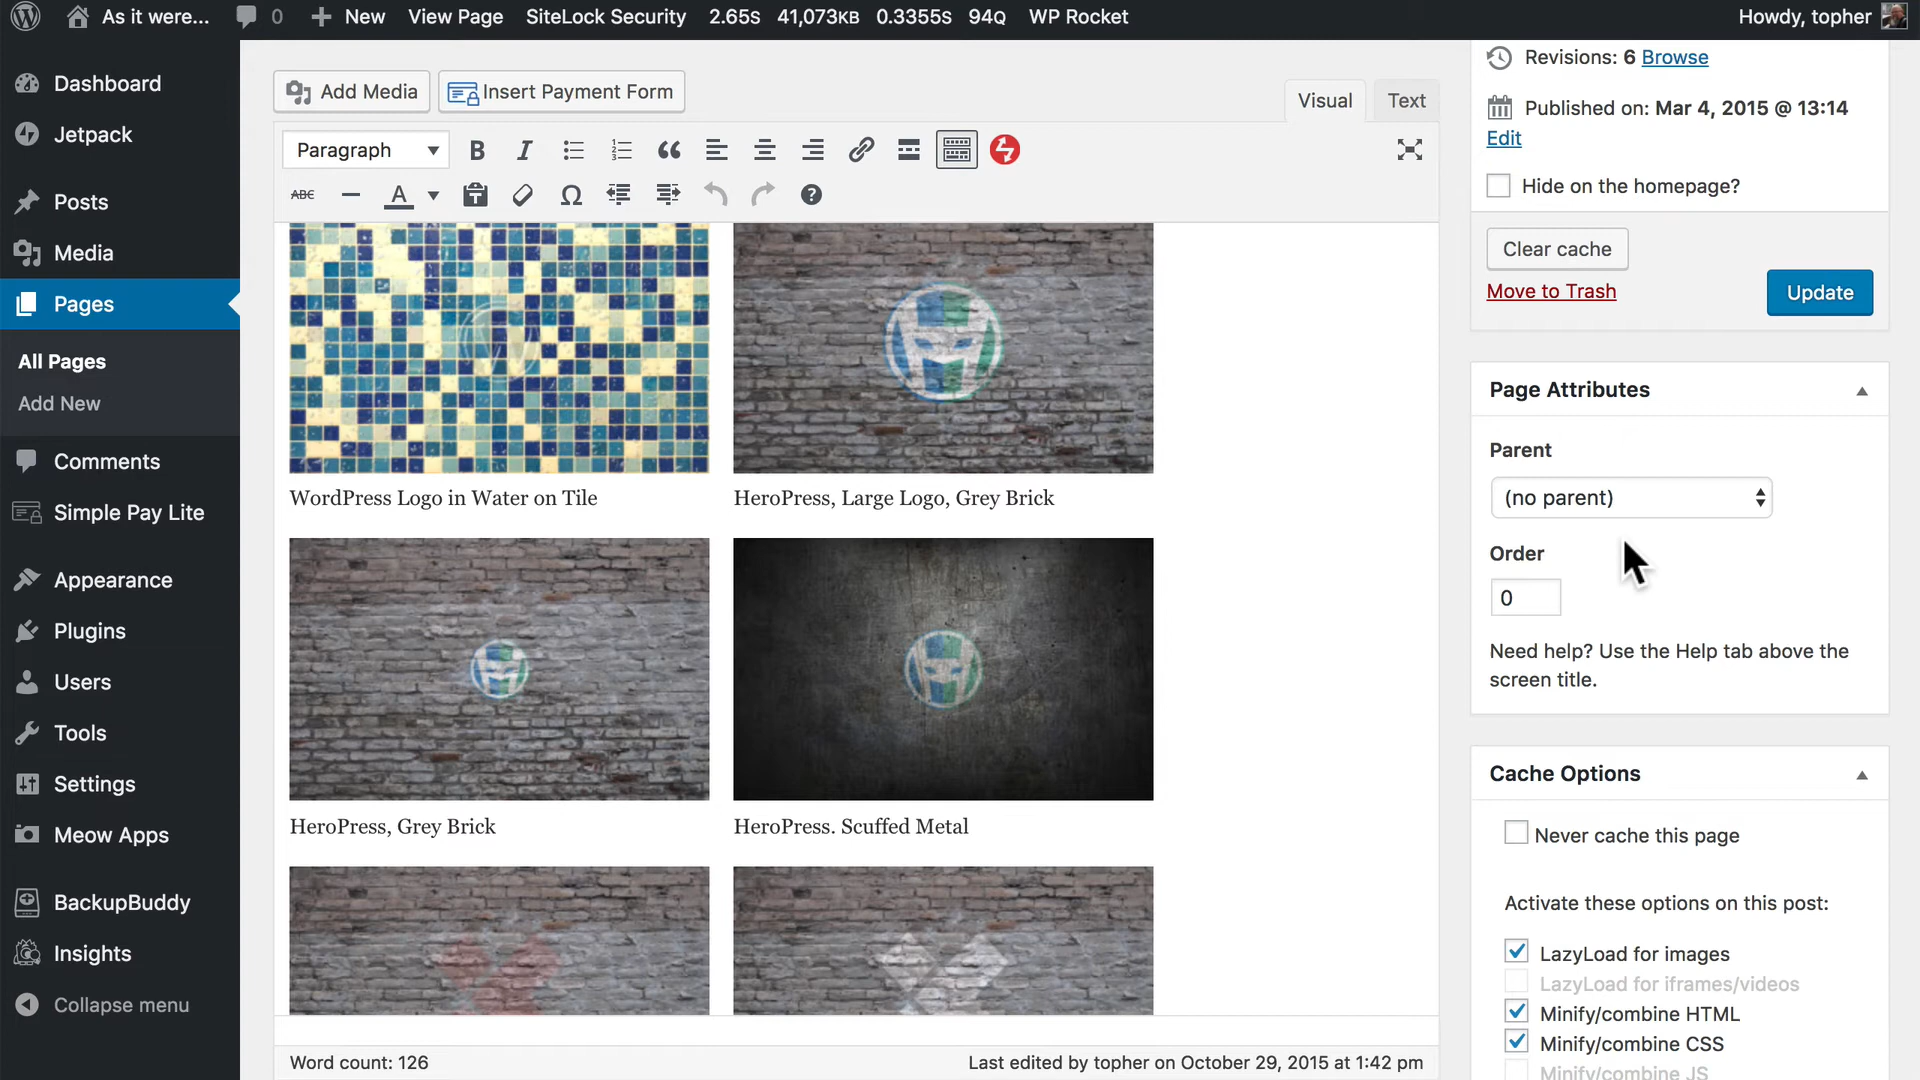 As it were...
0
New
View Page
SiteLock Security
2.65s 41,073KB 0.3355s 94Q
WP Rocket
Howdy, topher
Dashboard
Jetpack
Posts
Media
Pages
All Pages
Add New
Comments
Simple Pay Lite
Appearance
Plugins
Users
Tools
Settings
Meow Apps
BackupBuddy
Insights
Collapse menu
Add Media
Insert Payment Form
Visual
Text
Paragraph
B
I
ABC
A
Ω
WordPress Logo in Water on Tile
HeroPress, Large Logo, Grey Brick
HeroPress, Grey Brick
HeroPress. Scuffed Metal
Word count: 126
Last edited by topher on October 29, 2015 at 1:42 pm
Revisions: 6 Browse
Published on: Mar 4, 2015 @ 13:14
Edit
Hide on the homepage?
Clear cache
Move to Trash
Update
Page Attributes
Parent
(no parent)
Order
0
Need help? Use the Help tab above the
screen title.
Cache Options
Never cache this page
Activate these options on this post:
LazyLoad for images
LazyLoad for iframes/videos
Minify/combine HTML
Minify/combine CSS
Minify/combine JS